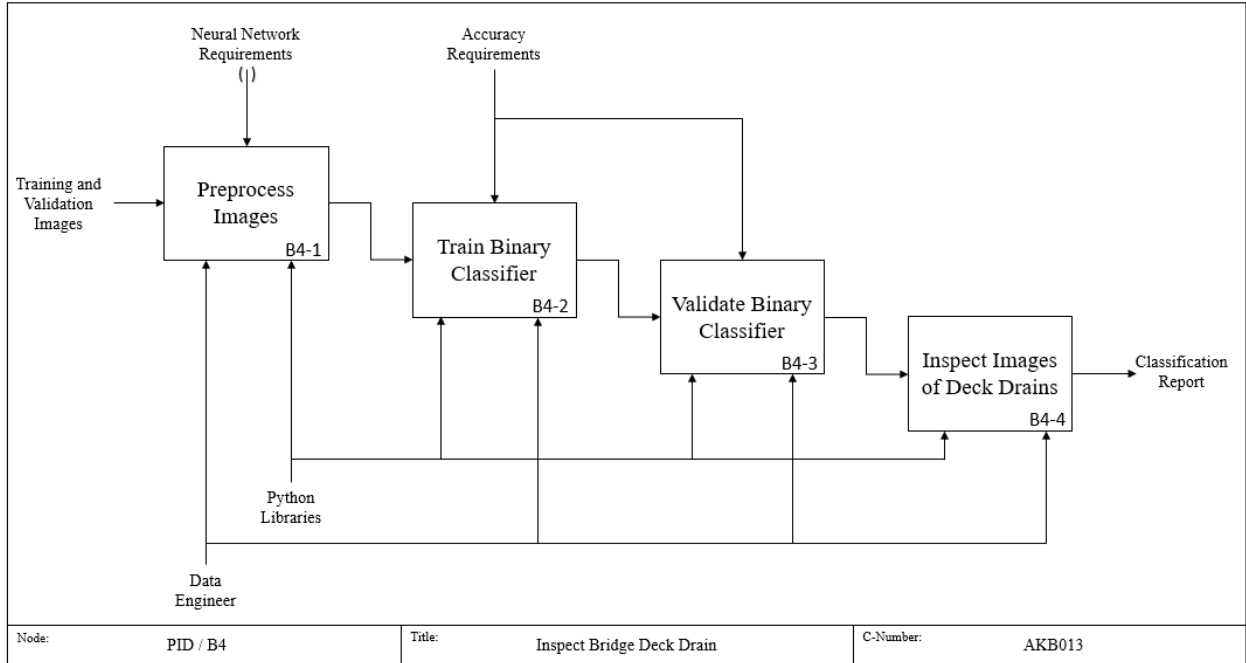 Neural Network
Requirements
( )
Accuracy
Requirements
Training and
Validation
Images
Preprocess
Images
B4-1
Train Binary
Classifier
B4-2
Validate Binary
Classifier
B4-3
Inspect Images
of Deck Drains
B4-4
Classification
Report
Python
Libraries
Data
Engineer
Node:
PID / B4
Title:
Inspect Bridge Deck Drain
C-Number:
AKB013